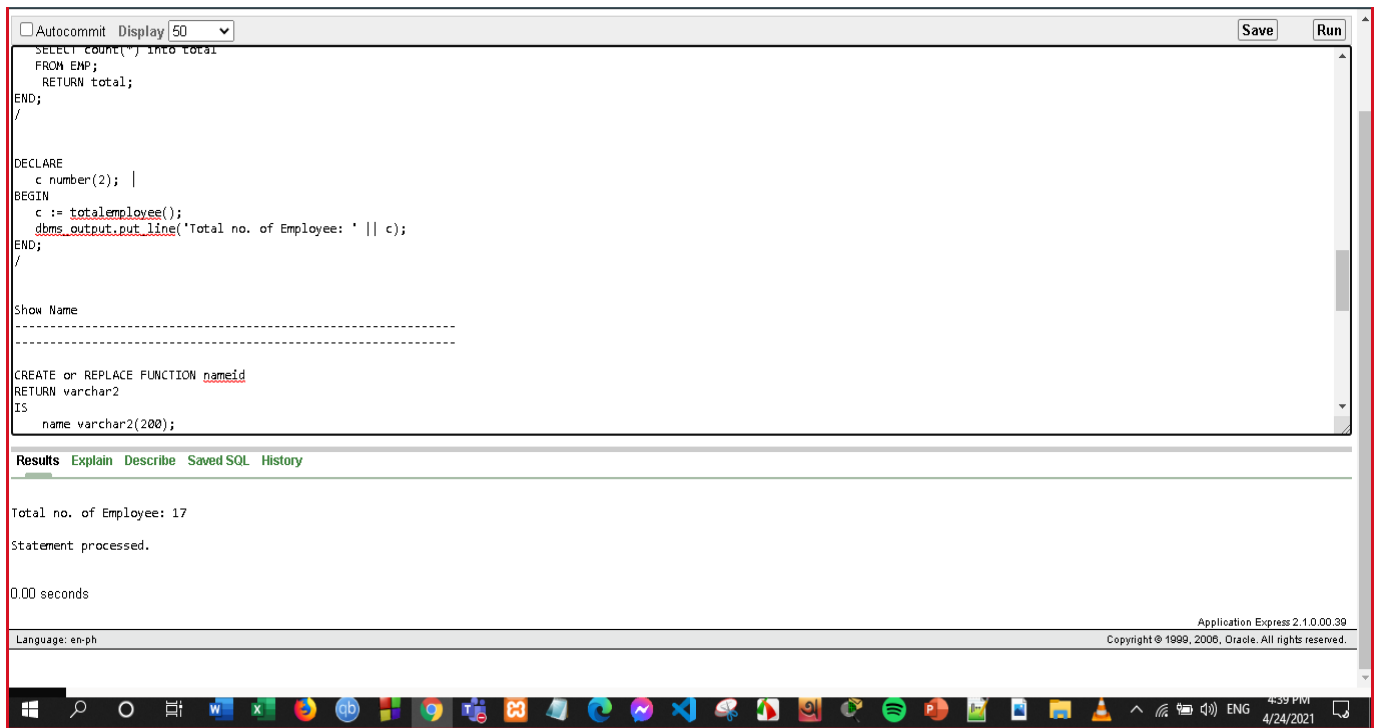 Autocommit Display 50
Save Run
SELECT count(*) into total
FROM EMP;
RETURN total;
END;
/
DECLARE
c number(2);
BEGIN
c := totalemployee();
dbms_output.put_line('Total no. of Employee: ' || c);
END;
/
Show Name
---------------------------------------------------------------
---------------------------------------------------------------
CREATE or REPLACE FUNCTION nameid
RETURN varchar2
IS
name varchar2(200);
Results Explain Describe Saved SQL History
Total no. of Employee: 17
Statement processed.
0.00 seconds
Application Express 2.1.0.00.39
Language: en-ph
Copyright © 1999, 2006, Oracle. All rights reserved.
ENG
4:39 PM
4/24/2021